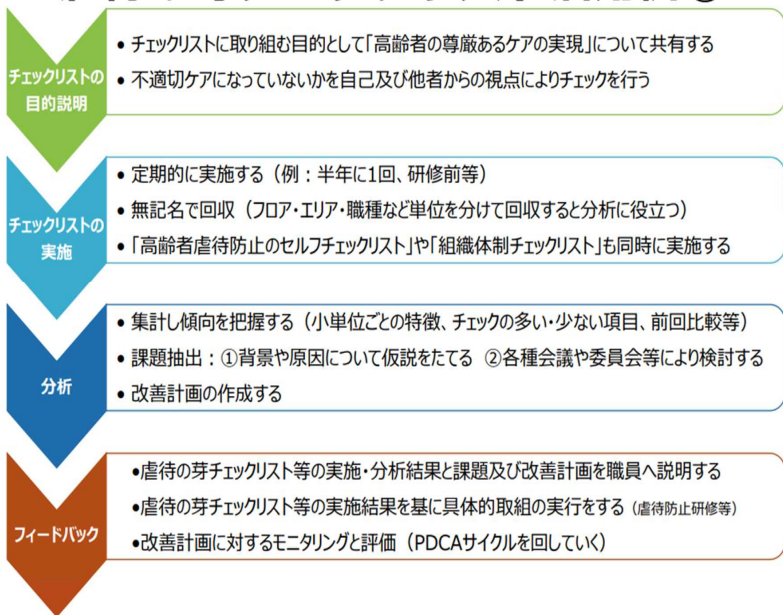 チェックリストの
目的説明
• チェックリストに取り組む目的として「高齢者の尊厳あるケアの実現」について共有する
• 不適切ケアになっていないかを自己及び他者からの視点によりチェックを行う
チェックリストの
実施
• 定期的に実施する（例：半年に1回、研修前等）
• 無記名で回収（フロア・エリア・職種など単位を分けて回収すると分析に役立つ）
• 「高齢者虐待防止のセルフチェックリスト」や「組織体制チェックリスト」も同時に実施する
分析
• 集計し傾向を把握する（小単位ごとの特徴、チェックの多い・少ない項目、前回比較等）
• 課題抽出：①背景や原因について仮説をたてる ②各種会議や委員会等により検討する
• 改善計画の作成する
フィードバック
•虐待の芽チェックリスト等の実施・分析結果と課題及び改善計画を職員へ説明する
•虐待の芽チェックリスト等の実施結果を基に具体的取組の実行をする（虐待防止研修等）
•改善計画に対するモニタリングと評価（PDCAサイクルを回していく）